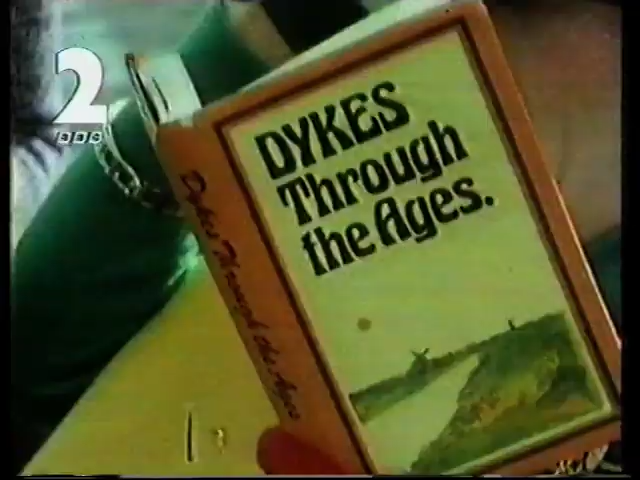 2
BBC
DYKES
Through
the Ages.
Dykes Through the Ages